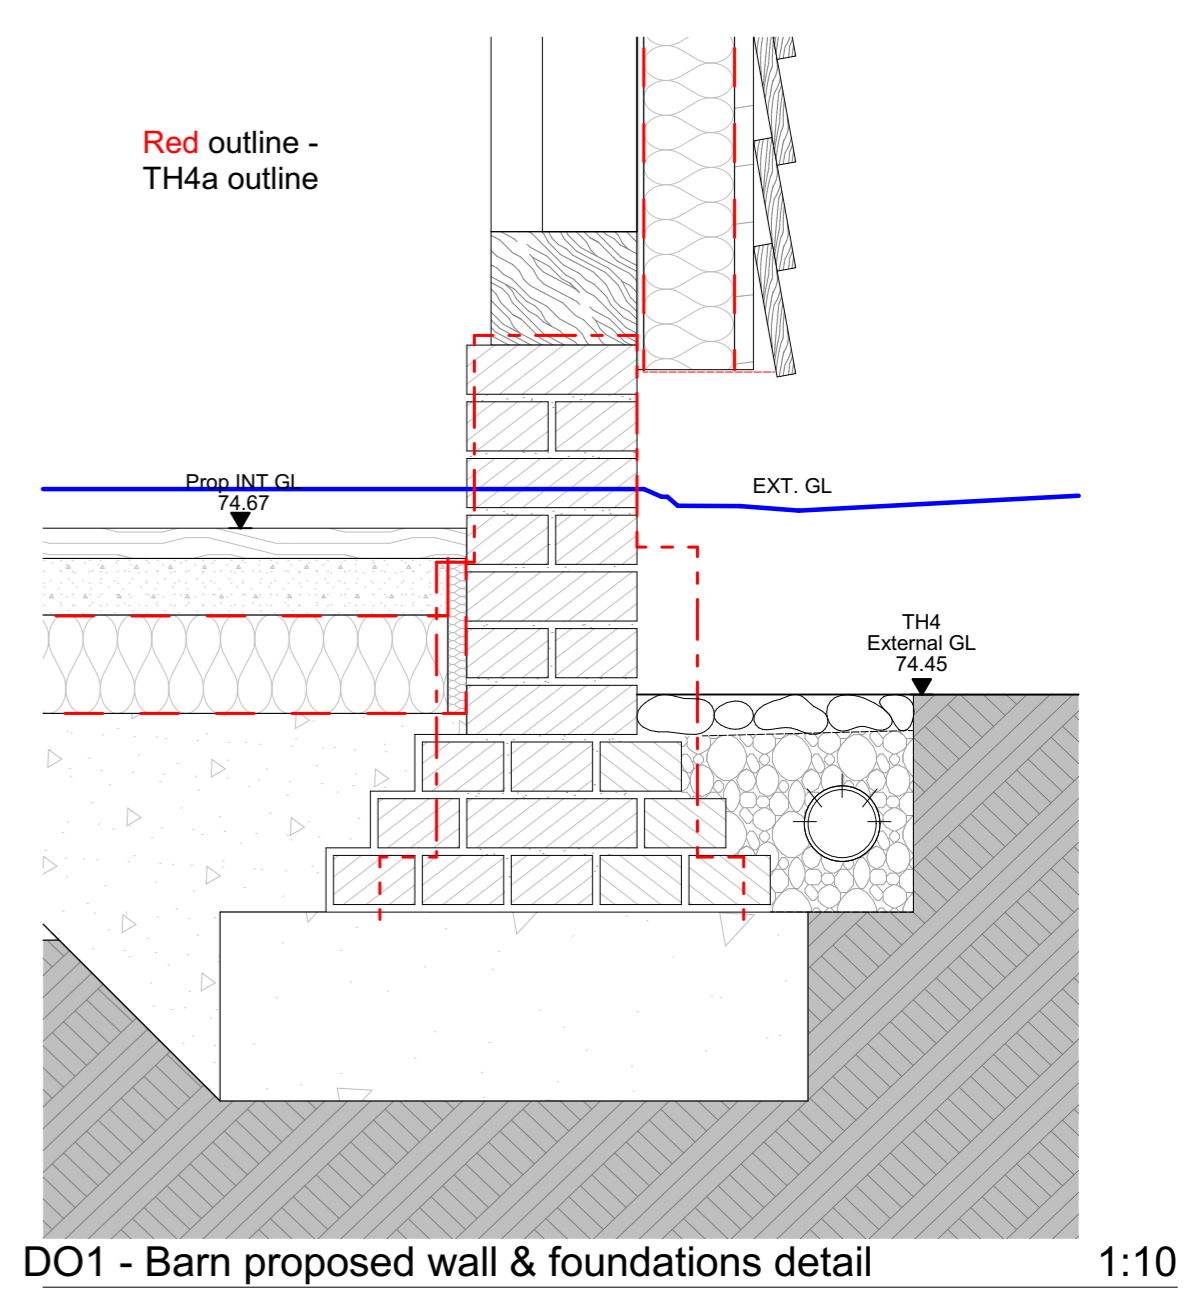 Red outline -
TH4a outline
Prop INT GL
74.67
EXT. GL
TH4
External GL
74.45
DO1 - Barn proposed wall & foundations detail 1:10